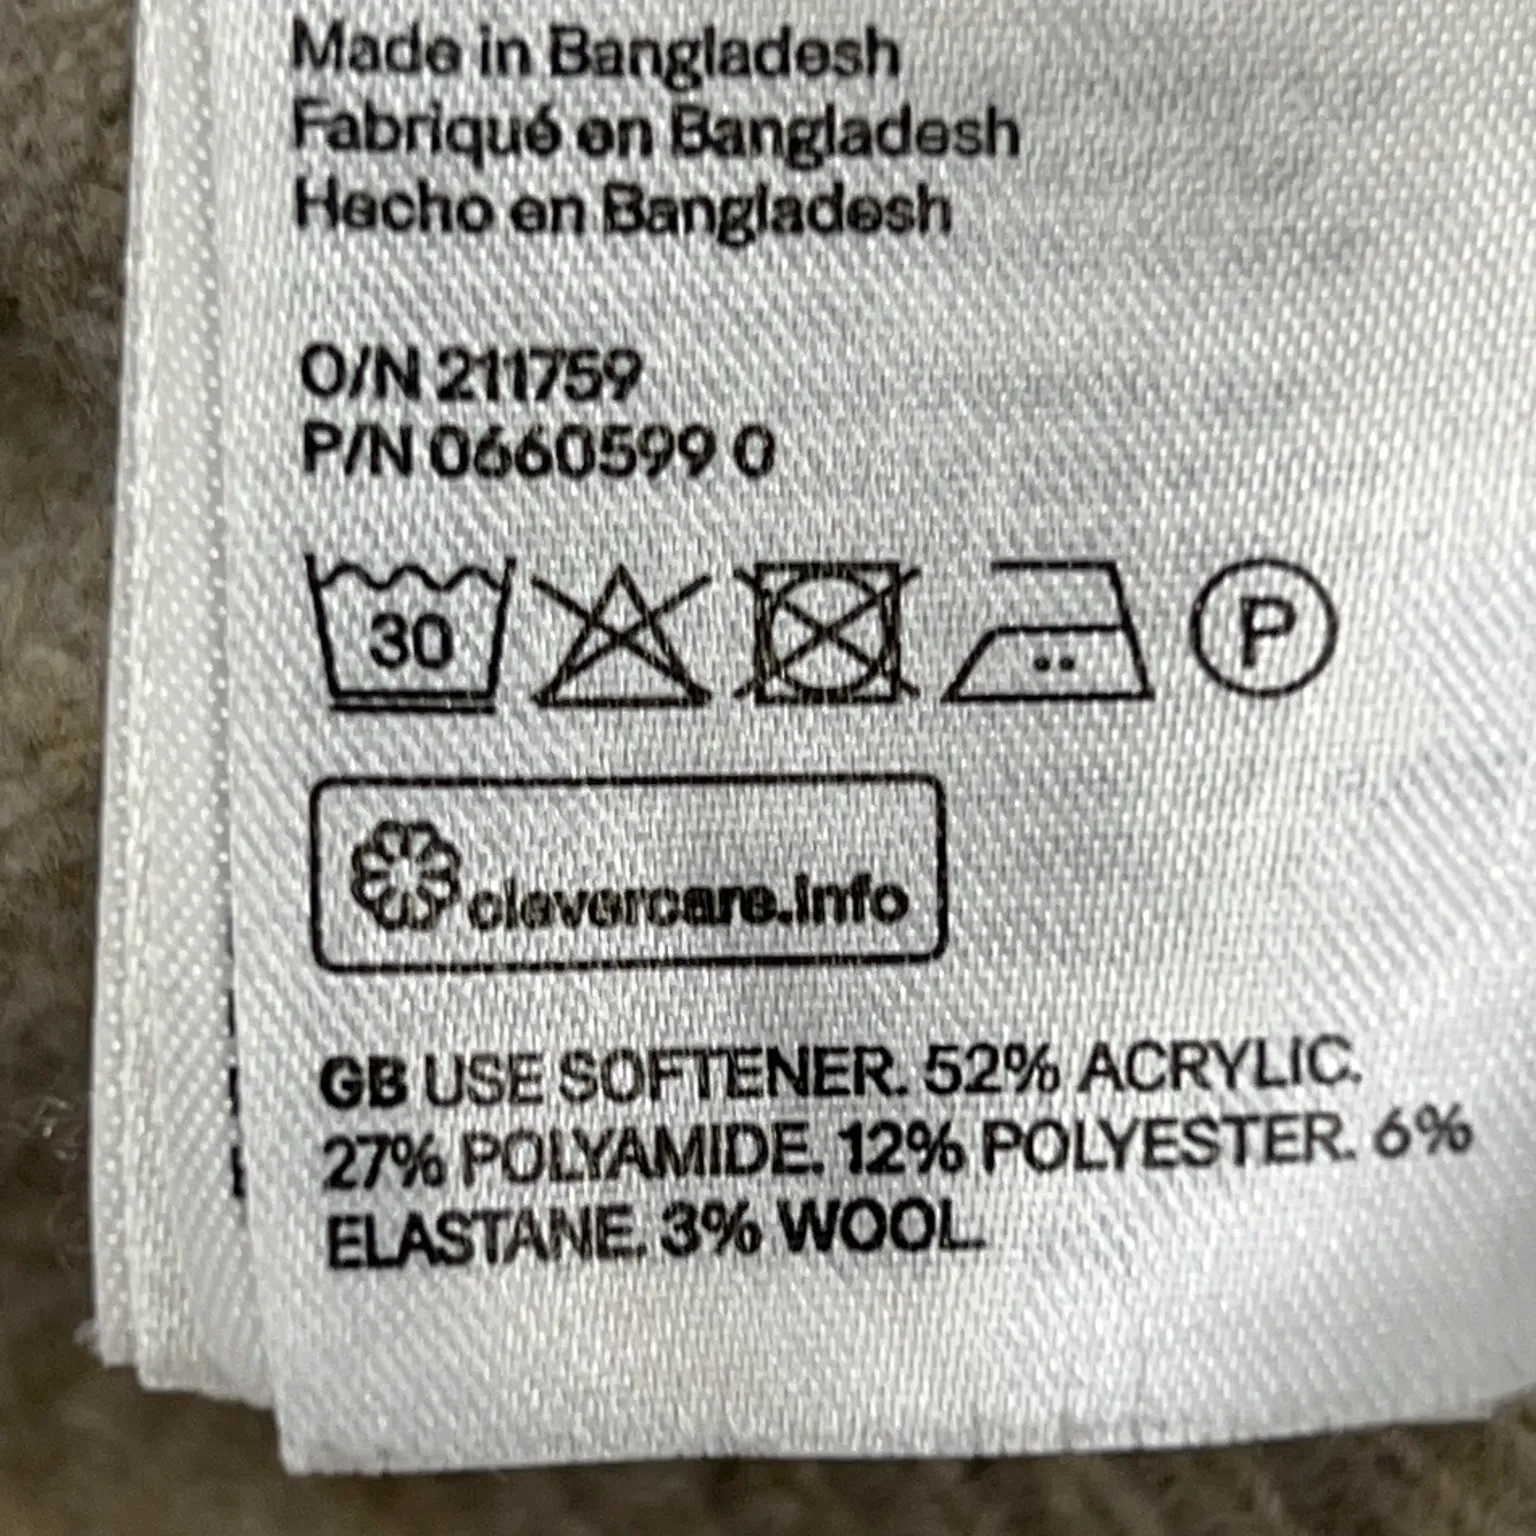 Made in Bangladesh
Fabriqué en Bangladesh
Hecho en Bangladesh
O/N 211759
P/N 0660599 0
30
P
clevercare.info
GB USE SOFTENER. 52% ACRYLIC.
27% POLYAMIDE. 12% POLYESTER. 6%
ELASTANE. 3% WOOL.